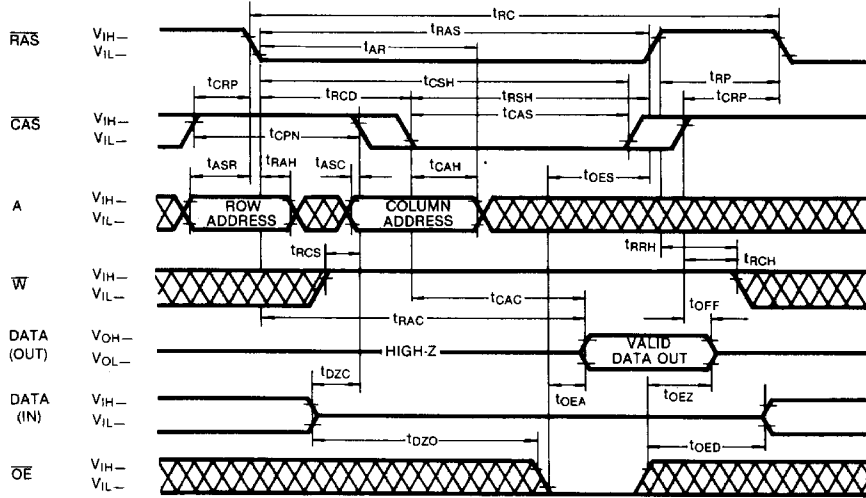 tRC
RAS VIH— VIL— tRAS
tAR
tCRP tCSH tRP
tRCD tRSH tCRP
CAS VIH— VIL— tCPN tCAS
tASR tRAH tASC tCAH tOES
A VIH— VIL— ROW ADDRESS COLUMN ADDRESS
tRCS tRRH tRCH
W VIH— VIL— tCAC tOFF
tRAC
DATA (OUT) VOH— VOL— HIGH-Z VALID DATA OUT
tDZC tOEA tOEZ
DATA (IN) VIH— VIL—
tDZO tOED
OE VIH— VIL—